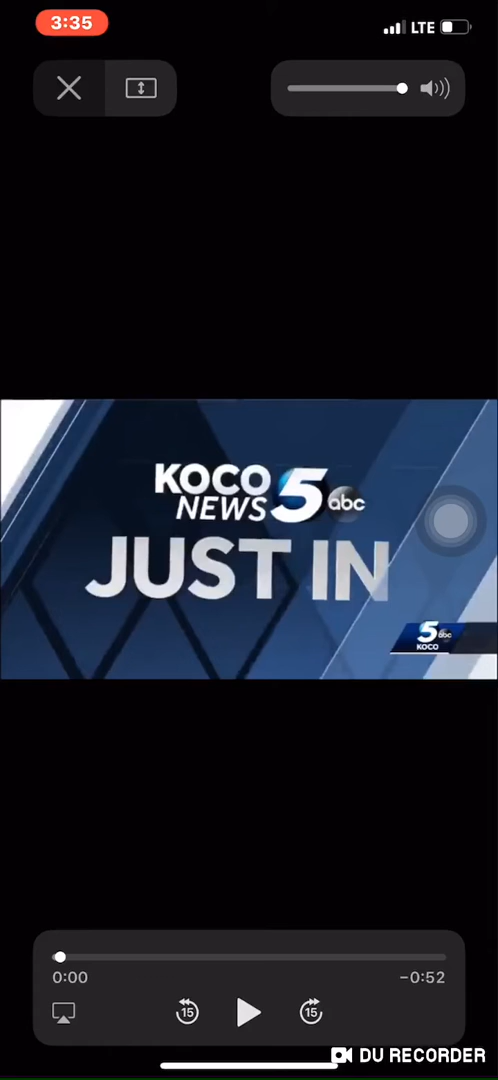 3:35
LTE
KOCO
NEWS 5 abc
JUST IN
5 abc
KOCO
0:00
−0:52
15
15
DU RECORDER